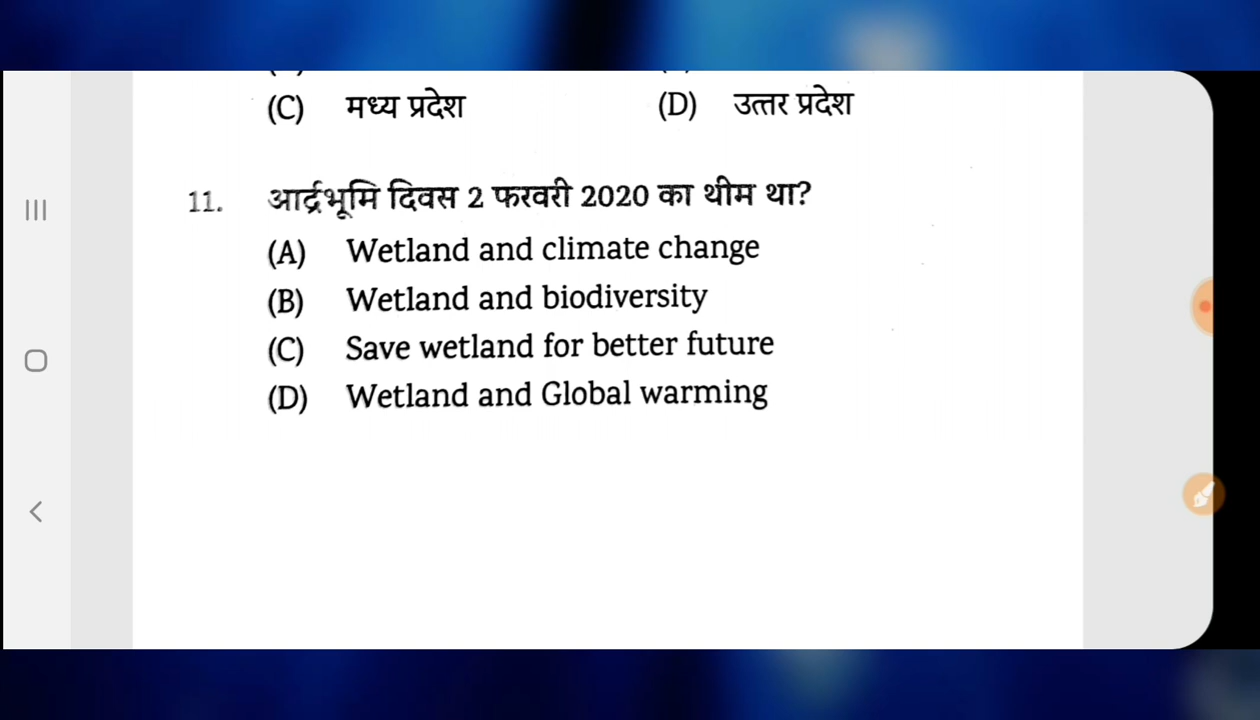 (C) मध्य प्रदेश (D) उत्तर प्रदेश
11. आर्द्रभूमि दिवस 2 फरवरी 2020 का थीम था?
(A) Wetland and climate change
(B) Wetland and biodiversity
(C) Save wetland for better future
(D) Wetland and Global warming